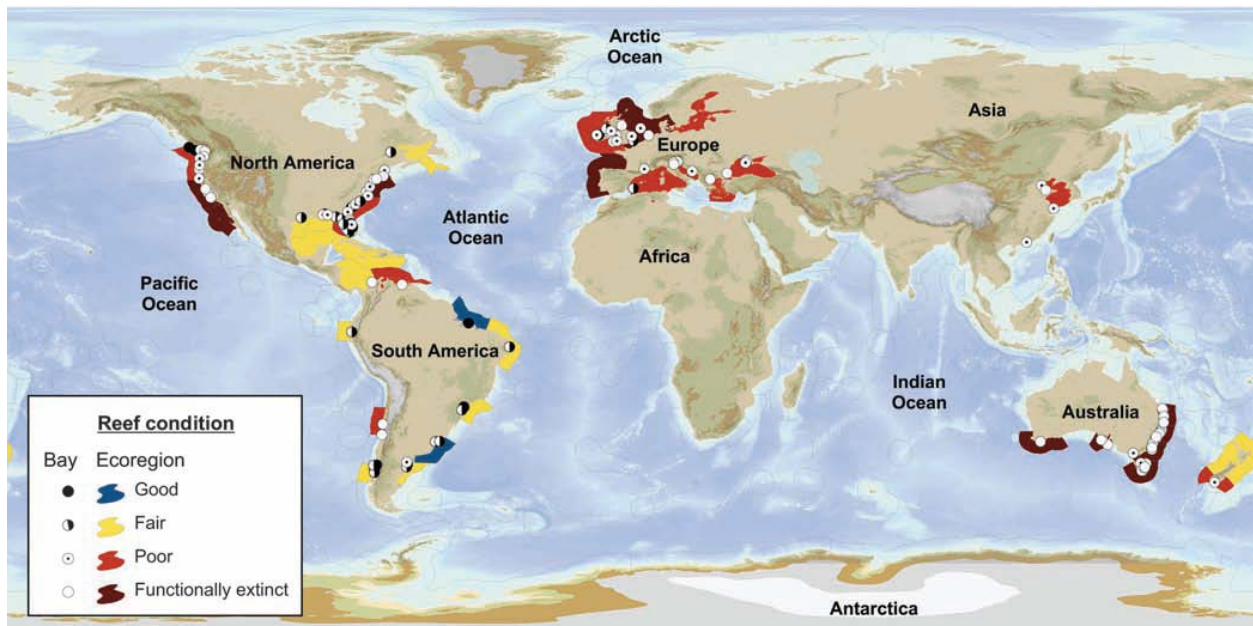 Arctic
Ocean
Asia
North America
Europe
Atlantic
Ocean
Africa
Pacific
Ocean
South America
Indian
Ocean
Australia
Reef condition
Bay Ecoregion
Good
Fair
Poor
Functionally extinct
Antarctica